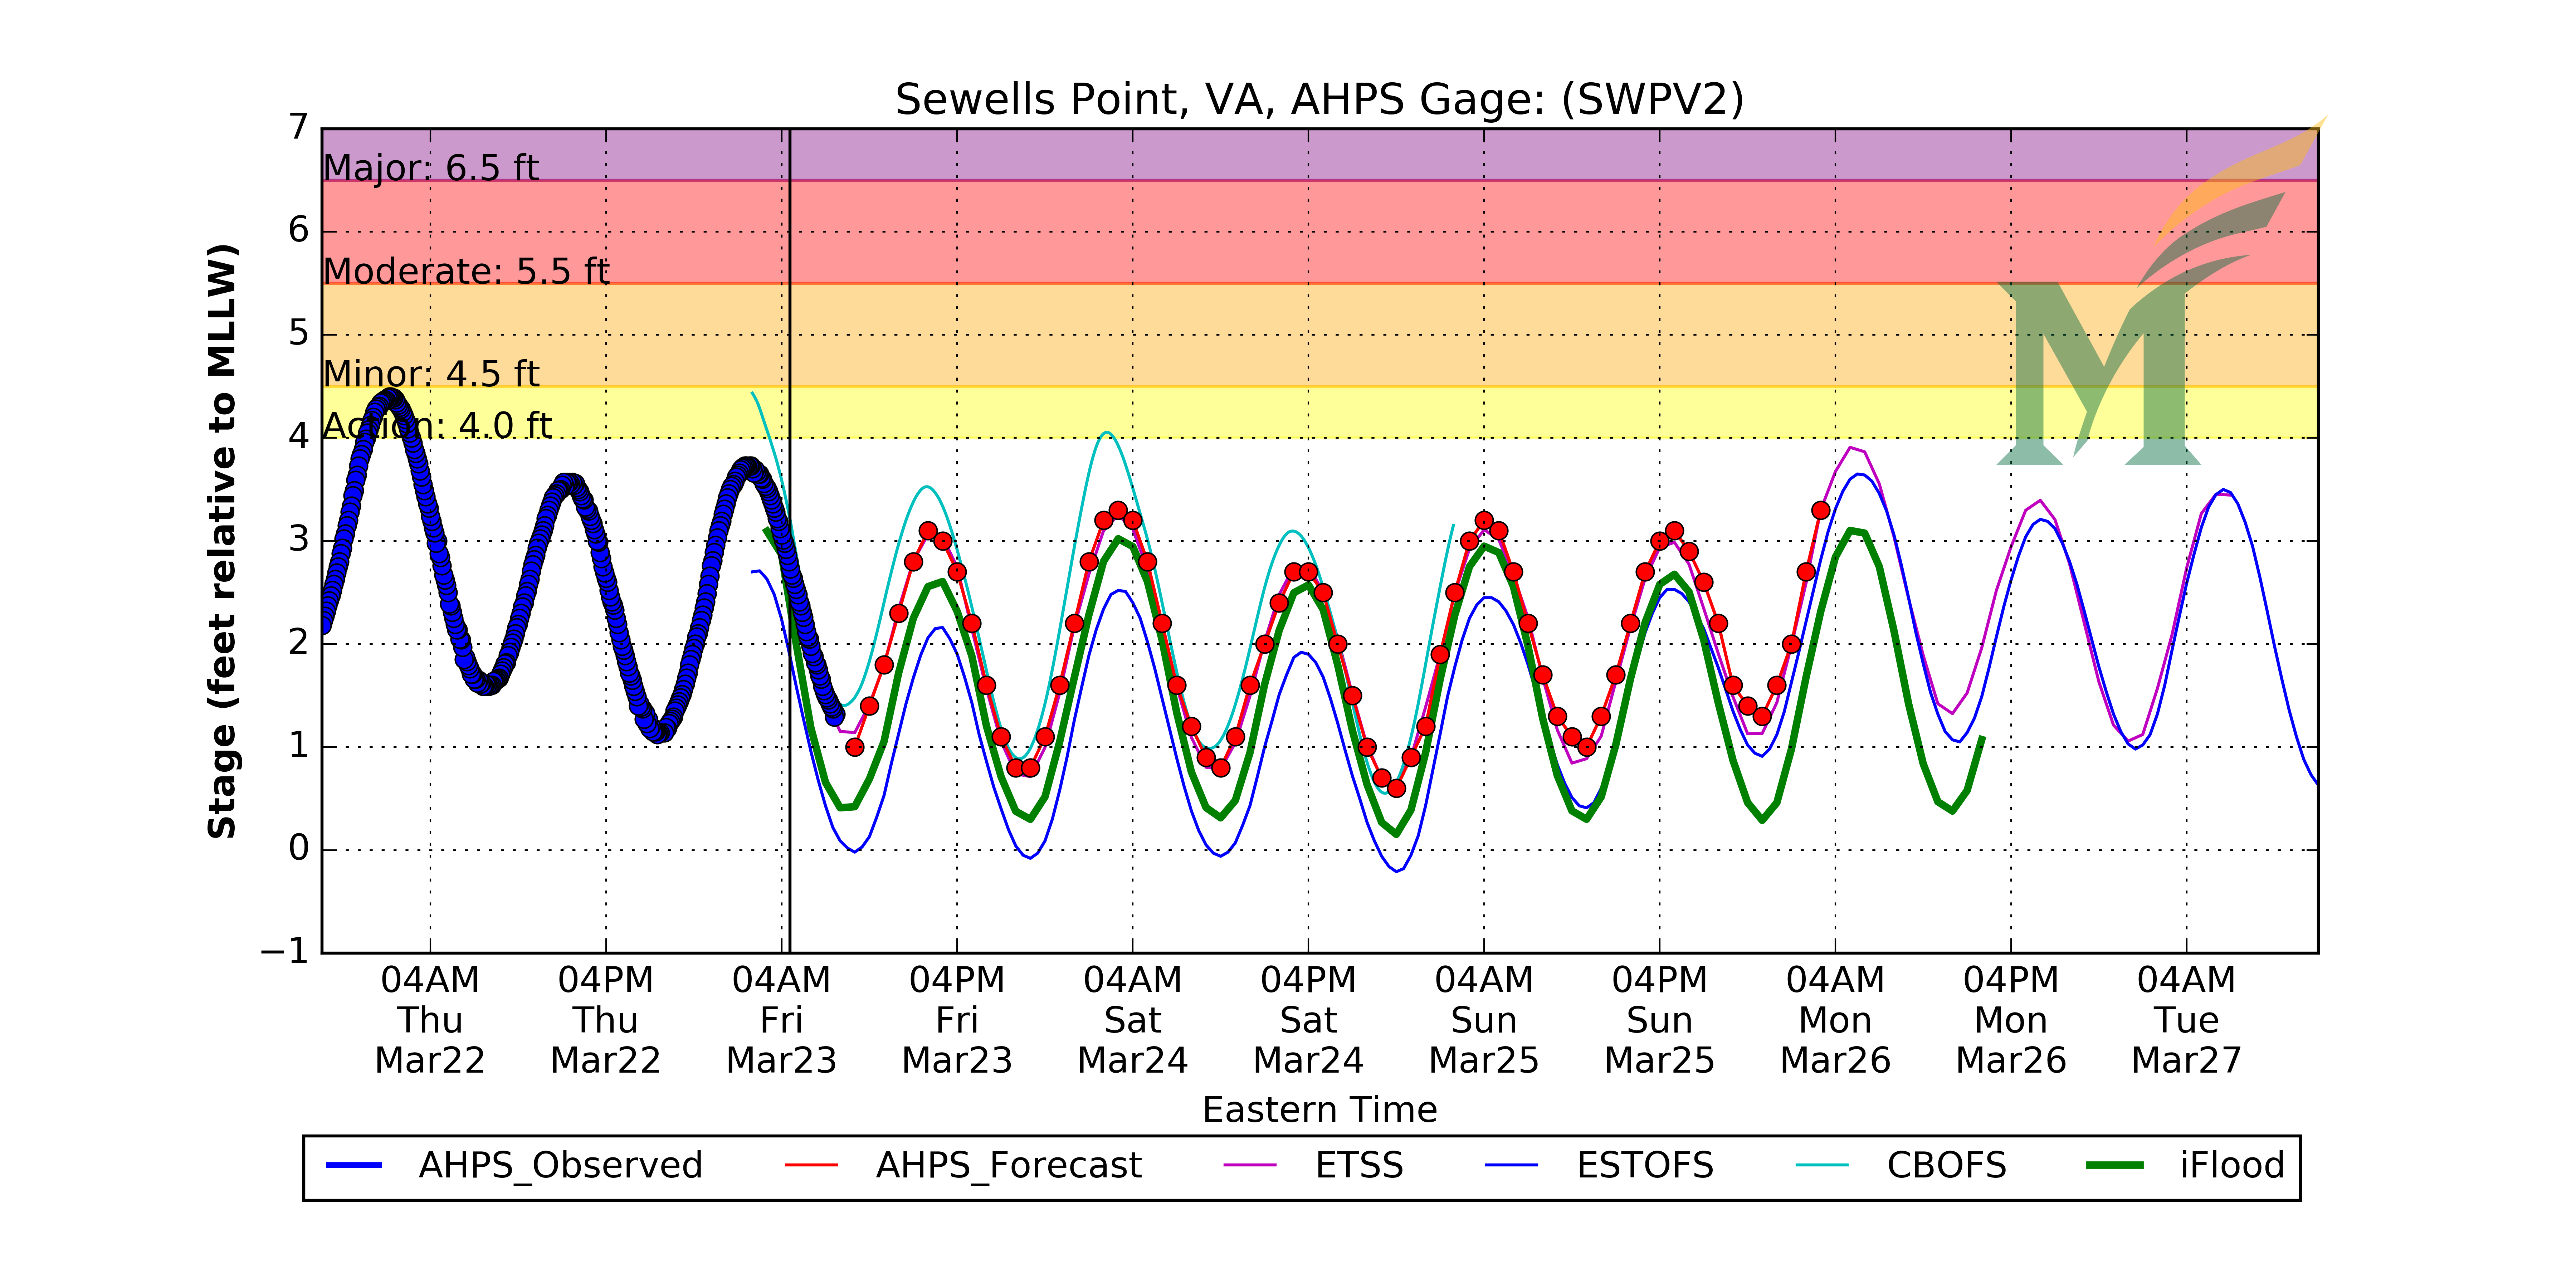 Sewells Point, VA, AHPS Gage: (SWPV2)
Stage (feet relative to MLLW)
7
6
5
4
3
2
1
0
−1
Major: 6.5 ft
Moderate: 5.5 ft
Minor: 4.5 ft
Action: 4.0 ft
M
04AM 04PM 04AM 04PM 04AM 04PM 04AM 04PM 04AM 04PM 04AM
Thu Thu Fri Fri Sat Sat Sun Sun Mon Mon Tue
Mar22 Mar22 Mar23 Mar23 Mar24 Mar24 Mar25 Mar25 Mar26 Mar26 Mar27
Eastern Time
AHPS_Observed AHPS_Forecast ETSS ESTOFS CBOFS iFlood